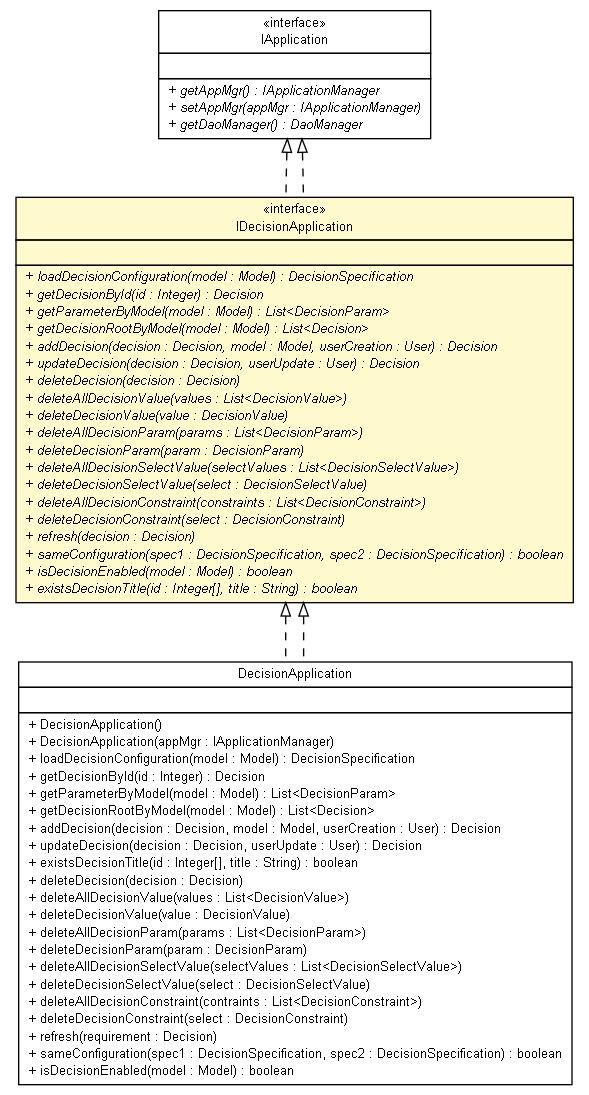 «interface»
IApplication
+ getAppMgr() : IApplicationManager
+ setAppMgr(appMgr : IApplicationManager)
+ getDaoManager() : DaoManager
«interface»
IDecisionApplication
+ loadDecisionConfiguration(model : Model) : DecisionSpecification
+ getDecisionById(id : Integer) : Decision
+ getParameterByModel(model : Model) : List<DecisionParam>
+ getDecisionRootByModel(model : Model) : List<Decision>
+ addDecision(decision : Decision, model : Model, userCreation : User) : Decision
+ updateDecision(decision : Decision, userUpdate : User) : Decision
+ deleteDecision(decision : Decision)
+ deleteAllDecisionValue(values : List<DecisionValue>)
+ deleteDecisionValue(value : DecisionValue)
+ deleteAllDecisionParam(params : List<DecisionParam>)
+ deleteDecisionParam(param : DecisionParam)
+ deleteAllDecisionSelectValue(selectValues : List<DecisionSelectValue>)
+ deleteDecisionSelectValue(select : DecisionSelectValue)
+ deleteAllDecisionConstraint(constraints : List<DecisionConstraint>)
+ deleteDecisionConstraint(select : DecisionConstraint)
+ refresh(decision : Decision)
+ sameConfiguration(spec1 : DecisionSpecification, spec2 : DecisionSpecification) : boolean
+ isDecisionEnabled(model : Model) : boolean
+ existsDecisionTitle(id : Integer[], title : String) : boolean
DecisionApplication
+ DecisionApplication()
+ DecisionApplication(appMgr : IApplicationManager)
+ loadDecisionConfiguration(model : Model) : DecisionSpecification
+ getDecisionById(id : Integer) : Decision
+ getParameterByModel(model : Model) : List<DecisionParam>
+ getDecisionRootByModel(model : Model) : List<Decision>
+ addDecision(decision : Decision, model : Model, userCreation : User) : Decision
+ updateDecision(decision : Decision, userUpdate : User) : Decision
+ existsDecisionTitle(id : Integer[], title : String) : boolean
+ deleteDecision(decision : Decision)
+ deleteAllDecisionValue(values : List<DecisionValue>)
+ deleteDecisionValue(value : DecisionValue)
+ deleteAllDecisionParam(params : List<DecisionParam>)
+ deleteDecisionParam(param : DecisionParam)
+ deleteAllDecisionSelectValue(selectValues : List<DecisionSelectValue>)
+ deleteDecisionSelectValue(select : DecisionSelectValue)
+ deleteAllDecisionConstraint(contraints : List<DecisionConstraint>)
+ deleteDecisionConstraint(select : DecisionConstraint)
+ refresh(requirement : Decision)
+ sameConfiguration(spec1 : DecisionSpecification, spec2 : DecisionSpecification) : boolean
+ isDecisionEnabled(model : Model) : boolean